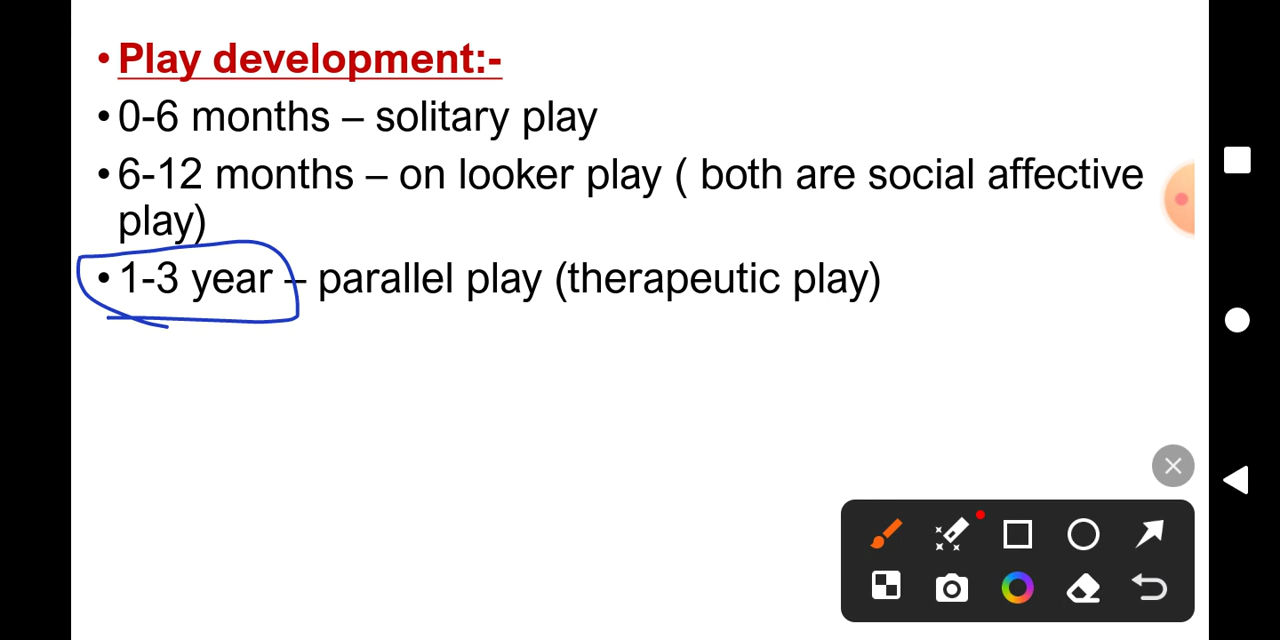 • Play development:-
• 0-6 months – solitary play
• 6-12 months – on looker play ( both are social affective
play)
• 1-3 year – parallel play (therapeutic play)